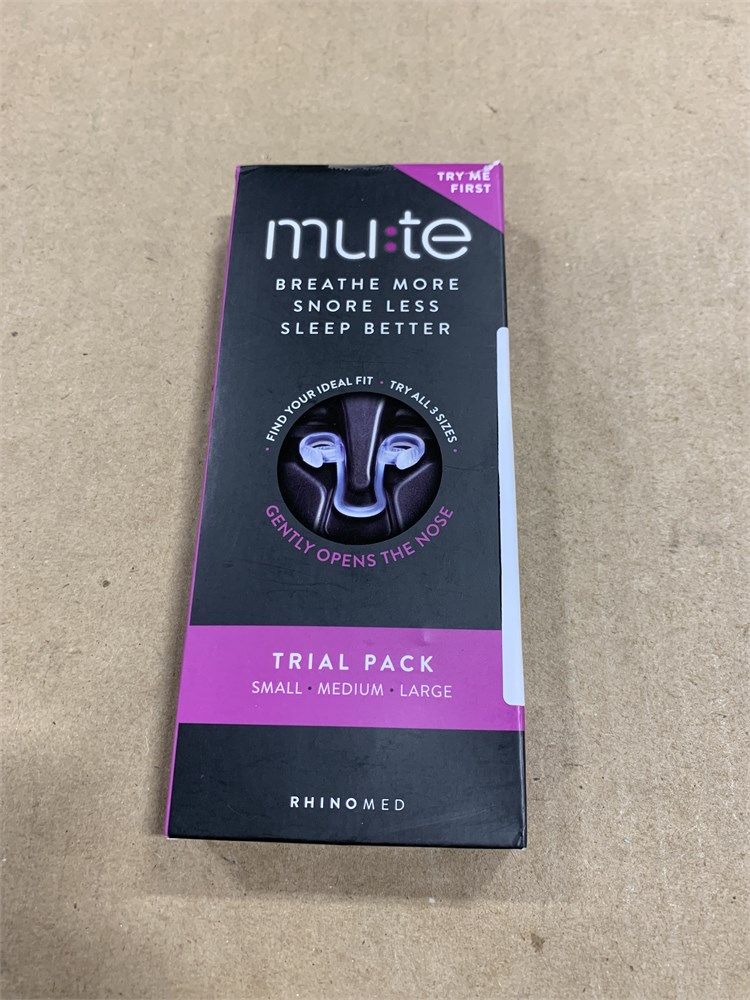 TRY ME
FIRST
mu:te
BREATHE MORE
SNORE LESS
SLEEP BETTER
• FIND YOUR IDEAL FIT • TRY ALL 3 SIZES •
GENTLY OPENS THE NOSE
TRIAL PACK
SMALL • MEDIUM • LARGE
RHINOMED